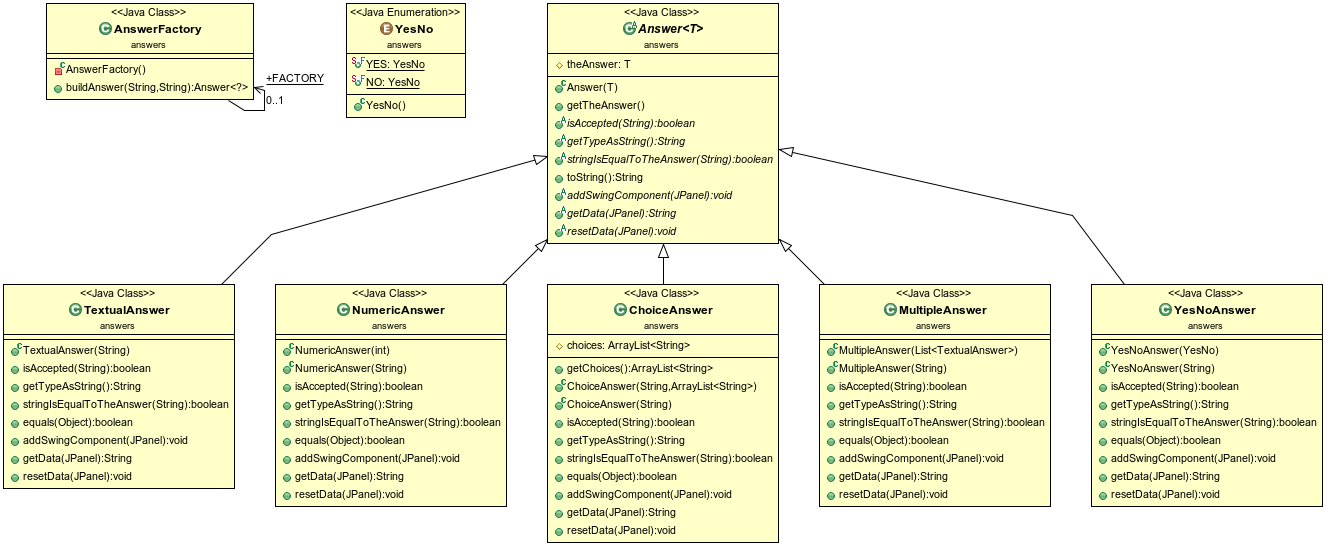 <<Java Class>>
AnswerFactory
answers
AnswerFactory()
buildAnswer(String,String):Answer<?>
+FACTORY
0..1
<<Java Enumeration>>
YesNo
answers
YES: YesNo
NO: YesNo
YesNo()
<<Java Class>>
Answer<T>
answers
theAnswer: T
Answer(T)
getTheAnswer()
isAccepted(String):boolean
getTypeAsString():String
stringIsEqualToTheAnswer(String):boolean
toString():String
addSwingComponent(JPanel):void
getData(JPanel):String
resetData(JPanel):void
<<Java Class>>
TextualAnswer
answers
TextualAnswer(String)
isAccepted(String):boolean
getTypeAsString():String
stringIsEqualToTheAnswer(String):boolean
equals(Object):boolean
addSwingComponent(JPanel):void
getData(JPanel):String
resetData(JPanel):void
<<Java Class>>
NumericAnswer
answers
NumericAnswer(int)
NumericAnswer(String)
isAccepted(String):boolean
getTypeAsString():String
stringIsEqualToTheAnswer(String):boolean
equals(Object):boolean
addSwingComponent(JPanel):void
getData(JPanel):String
resetData(JPanel):void
<<Java Class>>
ChoiceAnswer
answers
choices: ArrayList<String>
getChoices():ArrayList<String>
ChoiceAnswer(String,ArrayList<String>)
ChoiceAnswer(String)
isAccepted(String):boolean
getTypeAsString():String
stringIsEqualToTheAnswer(String):boolean
equals(Object):boolean
addSwingComponent(JPanel):void
getData(JPanel):String
resetData(JPanel):void
<<Java Class>>
MultipleAnswer
answers
MultipleAnswer(List<TextualAnswer>)
MultipleAnswer(String)
isAccepted(String):boolean
getTypeAsString():String
stringIsEqualToTheAnswer(String):boolean
equals(Object):boolean
addSwingComponent(JPanel):void
getData(JPanel):String
resetData(JPanel):void
<<Java Class>>
YesNoAnswer
answers
YesNoAnswer(YesNo)
YesNoAnswer(String)
isAccepted(String):boolean
getTypeAsString():String
stringIsEqualToTheAnswer(String):boolean
equals(Object):boolean
addSwingComponent(JPanel):void
getData(JPanel):String
resetData(JPanel):void